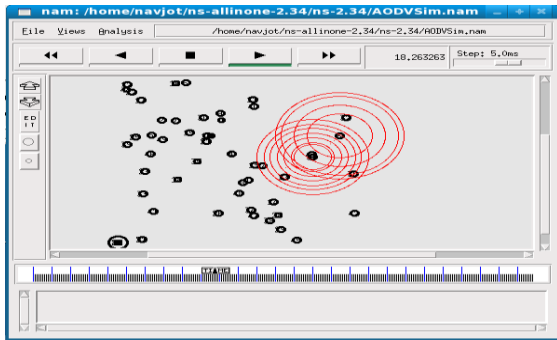 nam: /home/navjot/ns-allinone-2.34/ns-2.34/AODVSim.nam
File Views Analysis /home/navjot/ns-allinone-2.34/ns-2.34/AODVSim.nam
18.263263 Step: 5.0ms
E D
I T
TIME